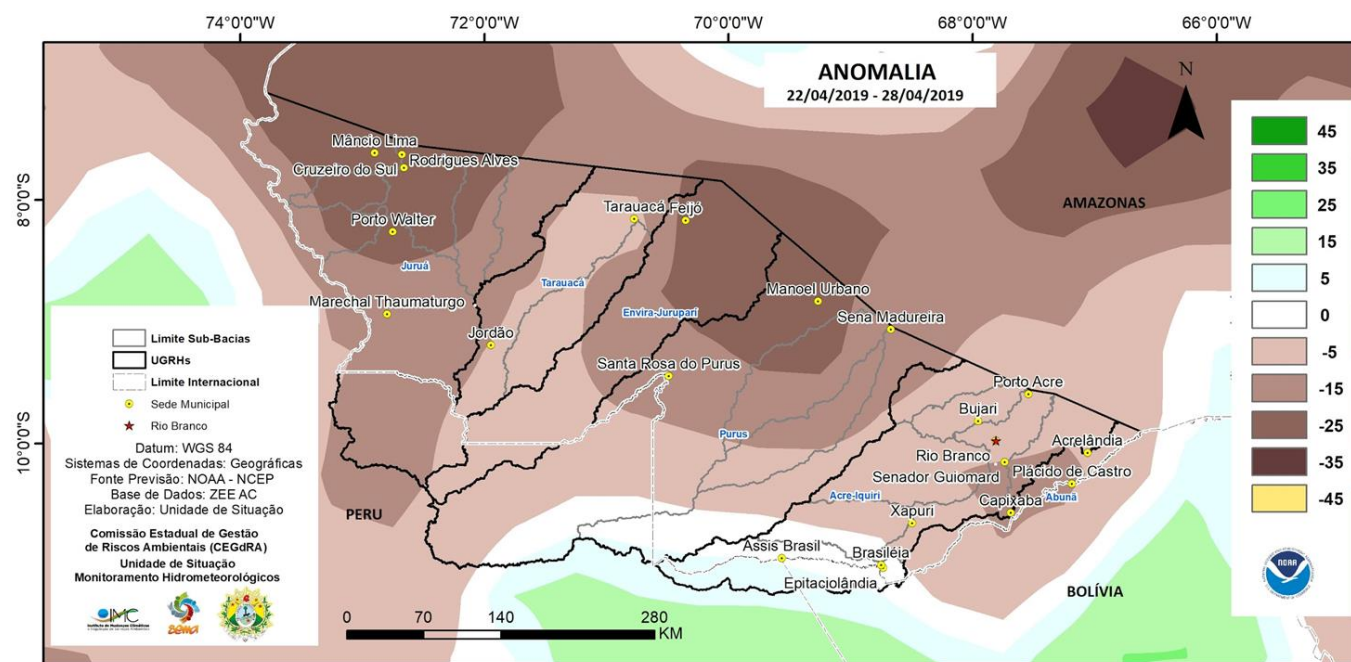 74°0'0"W
72°0'0"W
70°0'0"W
68°0'0"W
66°0'0"W
8°0'0"S
10°0'0"S
ANOMALIA
22/04/2019 - 28/04/2019
N
45
35
25
15
5
0
-5
-15
-25
-35
-45
AMAZONAS
PERU
BOLÍVIA
Mâncio Lima
Rodrigues Alves
Cruzeiro do Sul
Porto Walter
Juruá
Marechal Thaumaturgo
Jordão
Tarauacá
Feijó
Tarauacá
Envira-Jurupari
Manoel Urbano
Sena Madureira
Santa Rosa do Purus
Purus
Porto Acre
Bujari
Rio Branco
Acrelândia
Senador Guiomard
Plácido de Castro
Acre-Iquiri
Capixaba
Abunã
Xapuri
Assis Brasil
Brasiléia
Epitaciolândia
Limite Sub-Bacias
UGRHs
Limite Internacional
Sede Municipal
Rio Branco
Datum: WGS 84
Sistemas de Coordenadas: Geográficas
Fonte Previsão: NOAA - NCEP
Base de Dados: ZEE AC
Elaboração: Unidade de Situação
Comissão Estadual de Gestão
de Riscos Ambientais (CEGdRA)
Unidade de Situação
Monitoramento Hidrometeorológicos
IMC
SEMA
0 70 140 280
KM
NOAA